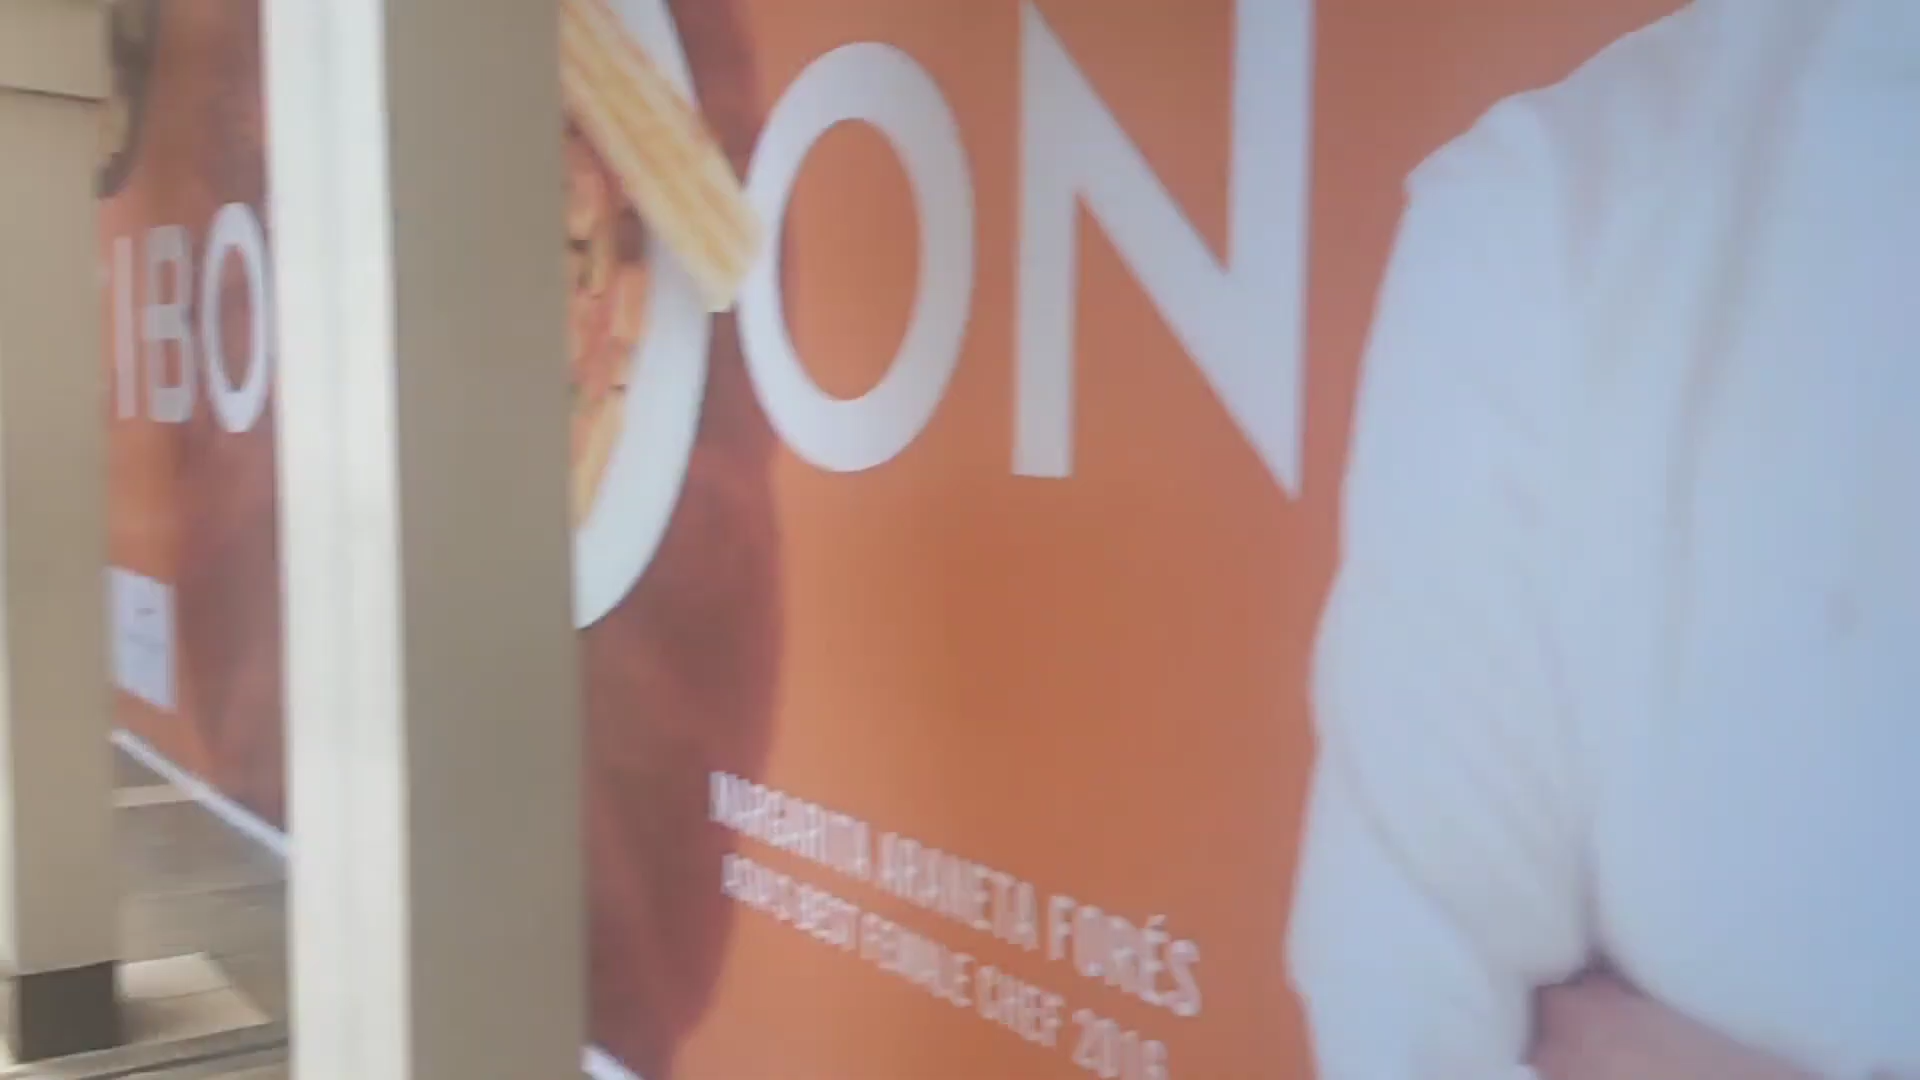 IBO
ON
MARGARITA ARANETA FORÉS
ASIA'S BEST FEMALE CHEF 2016